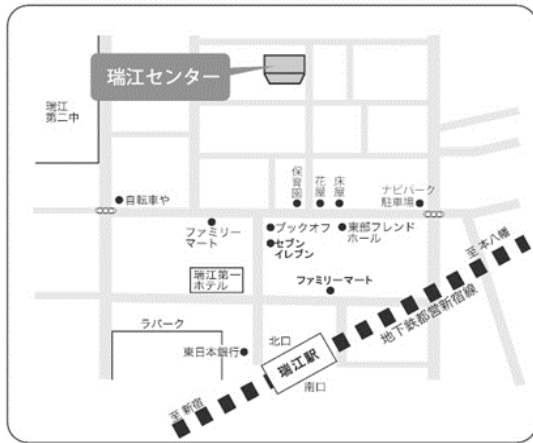 瑞江センター
瑞江
第二中
自転車や
保育園
花屋
床屋
ナビパーク
駐車場
ファミリー
マート
ブックオフ
セブン
イレブン
東部フレンド
ホール
瑞江第一
ホテル
ファミリーマート
至本八幡
地下鉄都営新宿線
ラパーク
東日本銀行
北口
瑞江駅
南口
至新宿